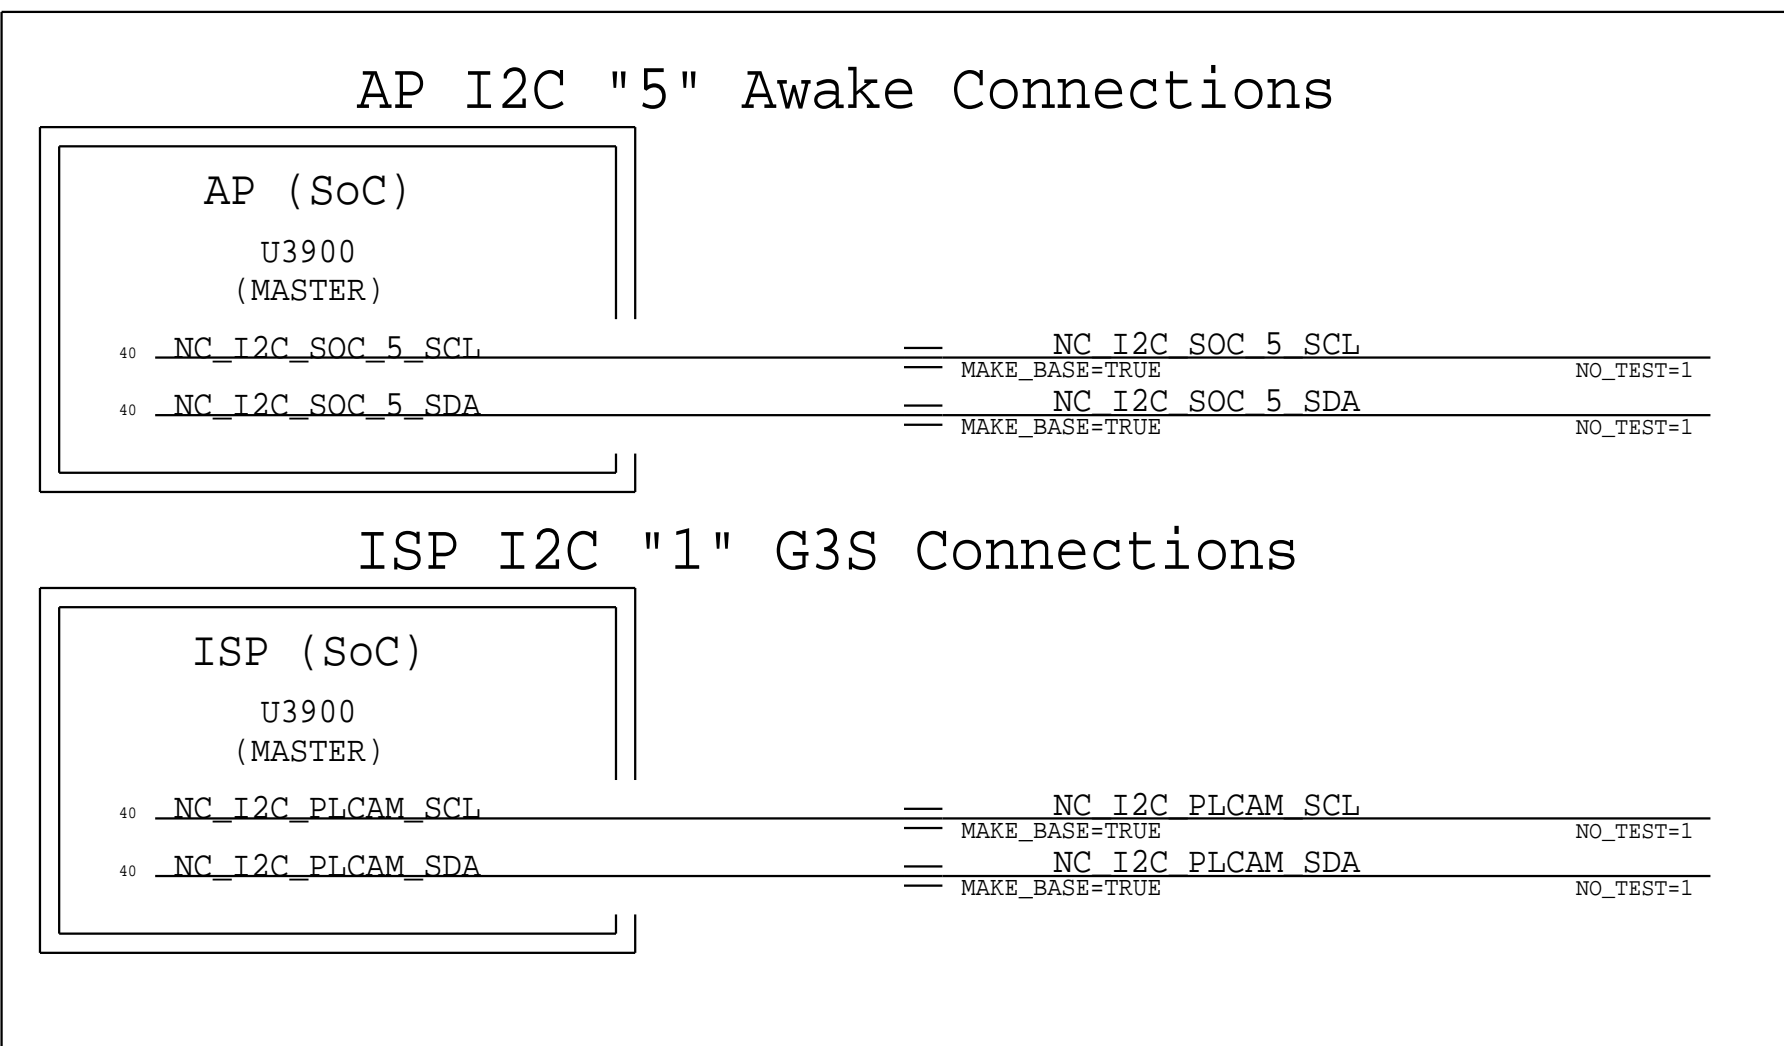 AP I2C "5" Awake Connections
AP (SoC)
U3900
(MASTER)
40 NC_I2C_SOC_5_SCL NC_I2C_SOC_5_SCL
MAKE_BASE=TRUE NO_TEST=1
40 NC_I2C_SOC_5_SDA NC_I2C_SOC_5_SDA
MAKE_BASE=TRUE NO_TEST=1
ISP I2C "1" G3S Connections
ISP (SoC)
U3900
(MASTER)
40 NC_I2C_PLCAM_SCL NC_I2C_PLCAM_SCL
MAKE_BASE=TRUE NO_TEST=1
40 NC_I2C_PLCAM_SDA NC_I2C_PLCAM_SDA
MAKE_BASE=TRUE NO_TEST=1